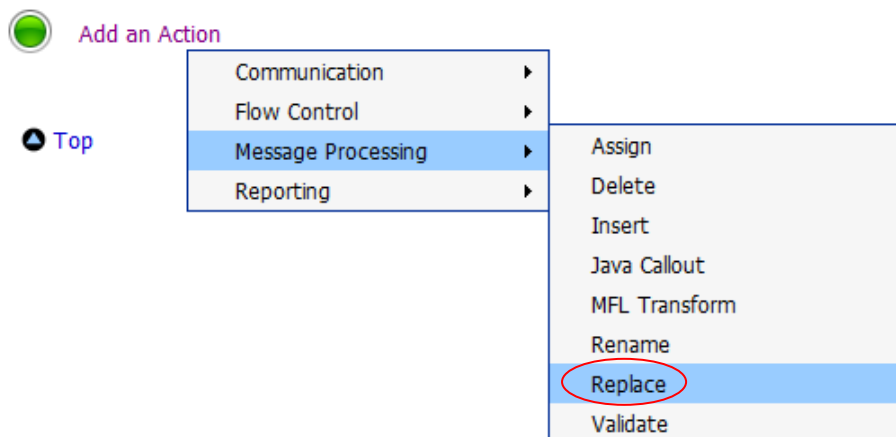 Add an Action
Communication
Flow Control
Top
Message Processing
Reporting
Assign
Delete
Insert
Java Callout
MFL Transform
Rename
Replace
Validate